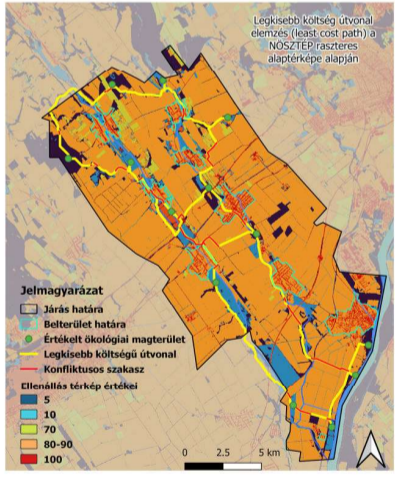 Legkisebb költség útvonal
elemzés (least cost path) a
NÖSZTÉP raszteres
alaptérképe alapján
Jelmagyarázat
Járás határa
Belterület határa
Értékelt ökológiai magterület
Legkisebb költségű útvonal
Konfliktusos szakasz
Ellenállás térkép értékei
5
10
70
80-90
100
0 2.5 5 km